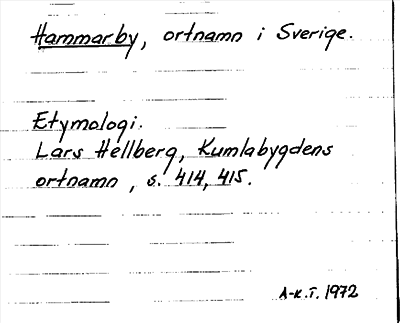 Hammarby, ortnamn i Sverige.
Etymologi.
Lars Hellberg, Kumlabygdens
ortnamn, s. 414, 415.
A-K.T. 1972